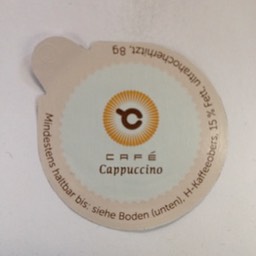 CAFÉ
Cappuccino
Mindestens haltbar bis: siehe Boden (unten), H-Kaffeeobers, 15 % Fett, ultrahocherhitzt, 8g